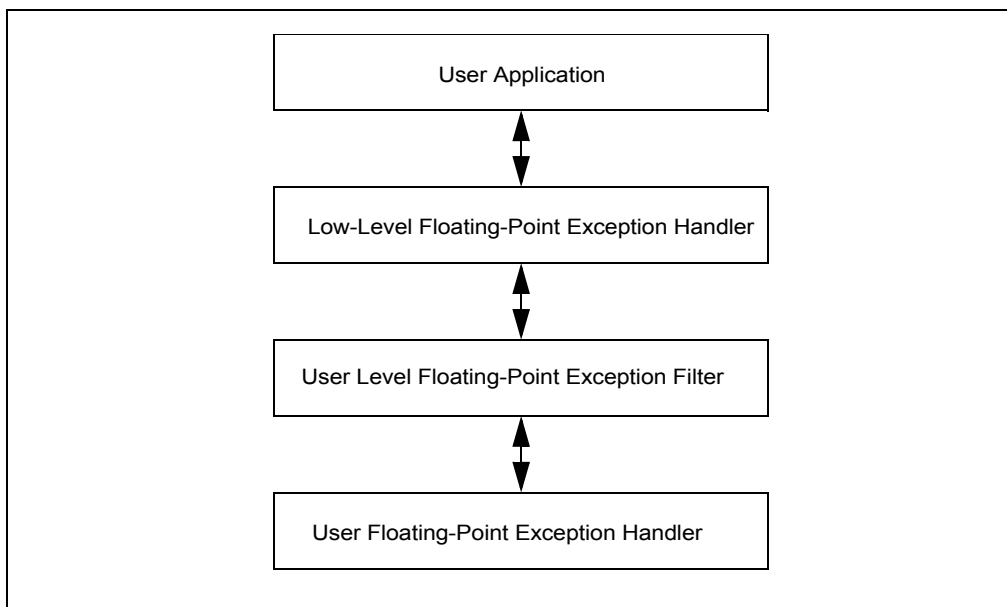 User Application
Low-Level Floating-Point Exception Handler
User Level Floating-Point Exception Filter
User Floating-Point Exception Handler